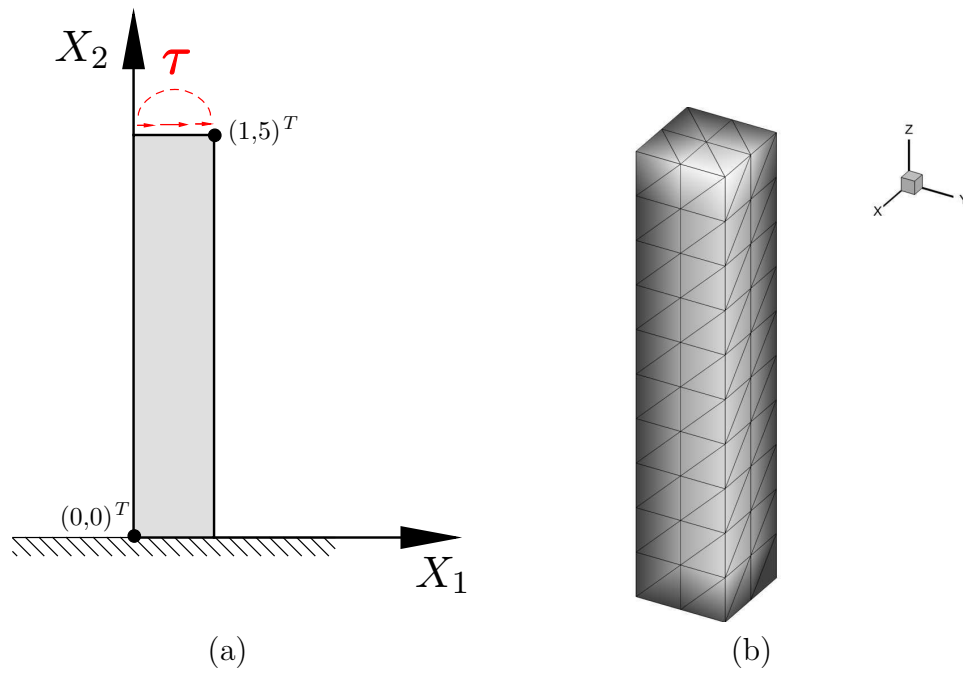 X₂
τ
(1,5)ᵀ
(0,0)ᵀ
X₁
(a)
Z
X
Y
(b)